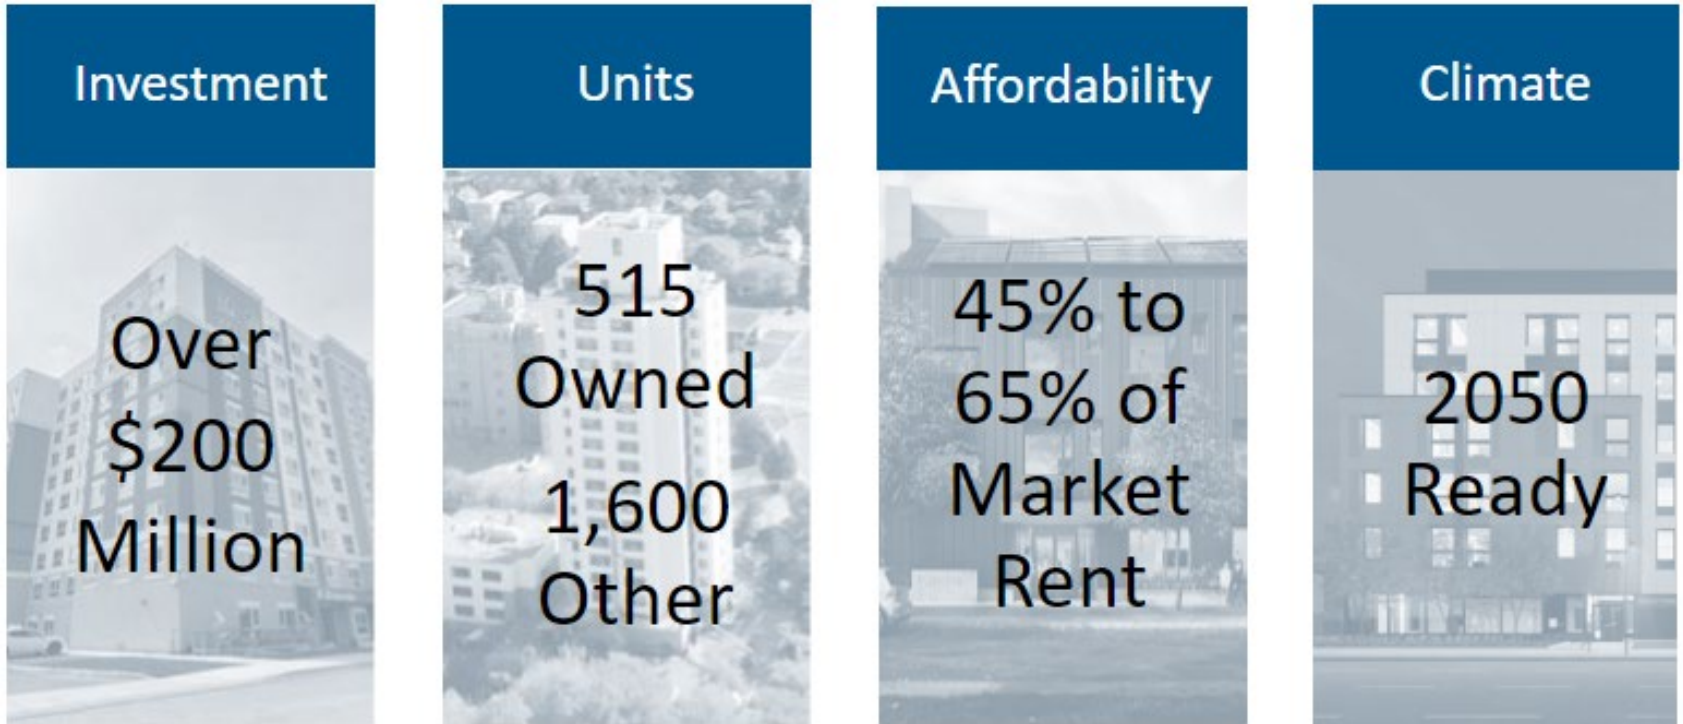 Investment
Over
$200
Million
Units
515
Owned
1,600
Other
Affordability
45% to
65% of
Market
Rent
Climate
2050
Ready